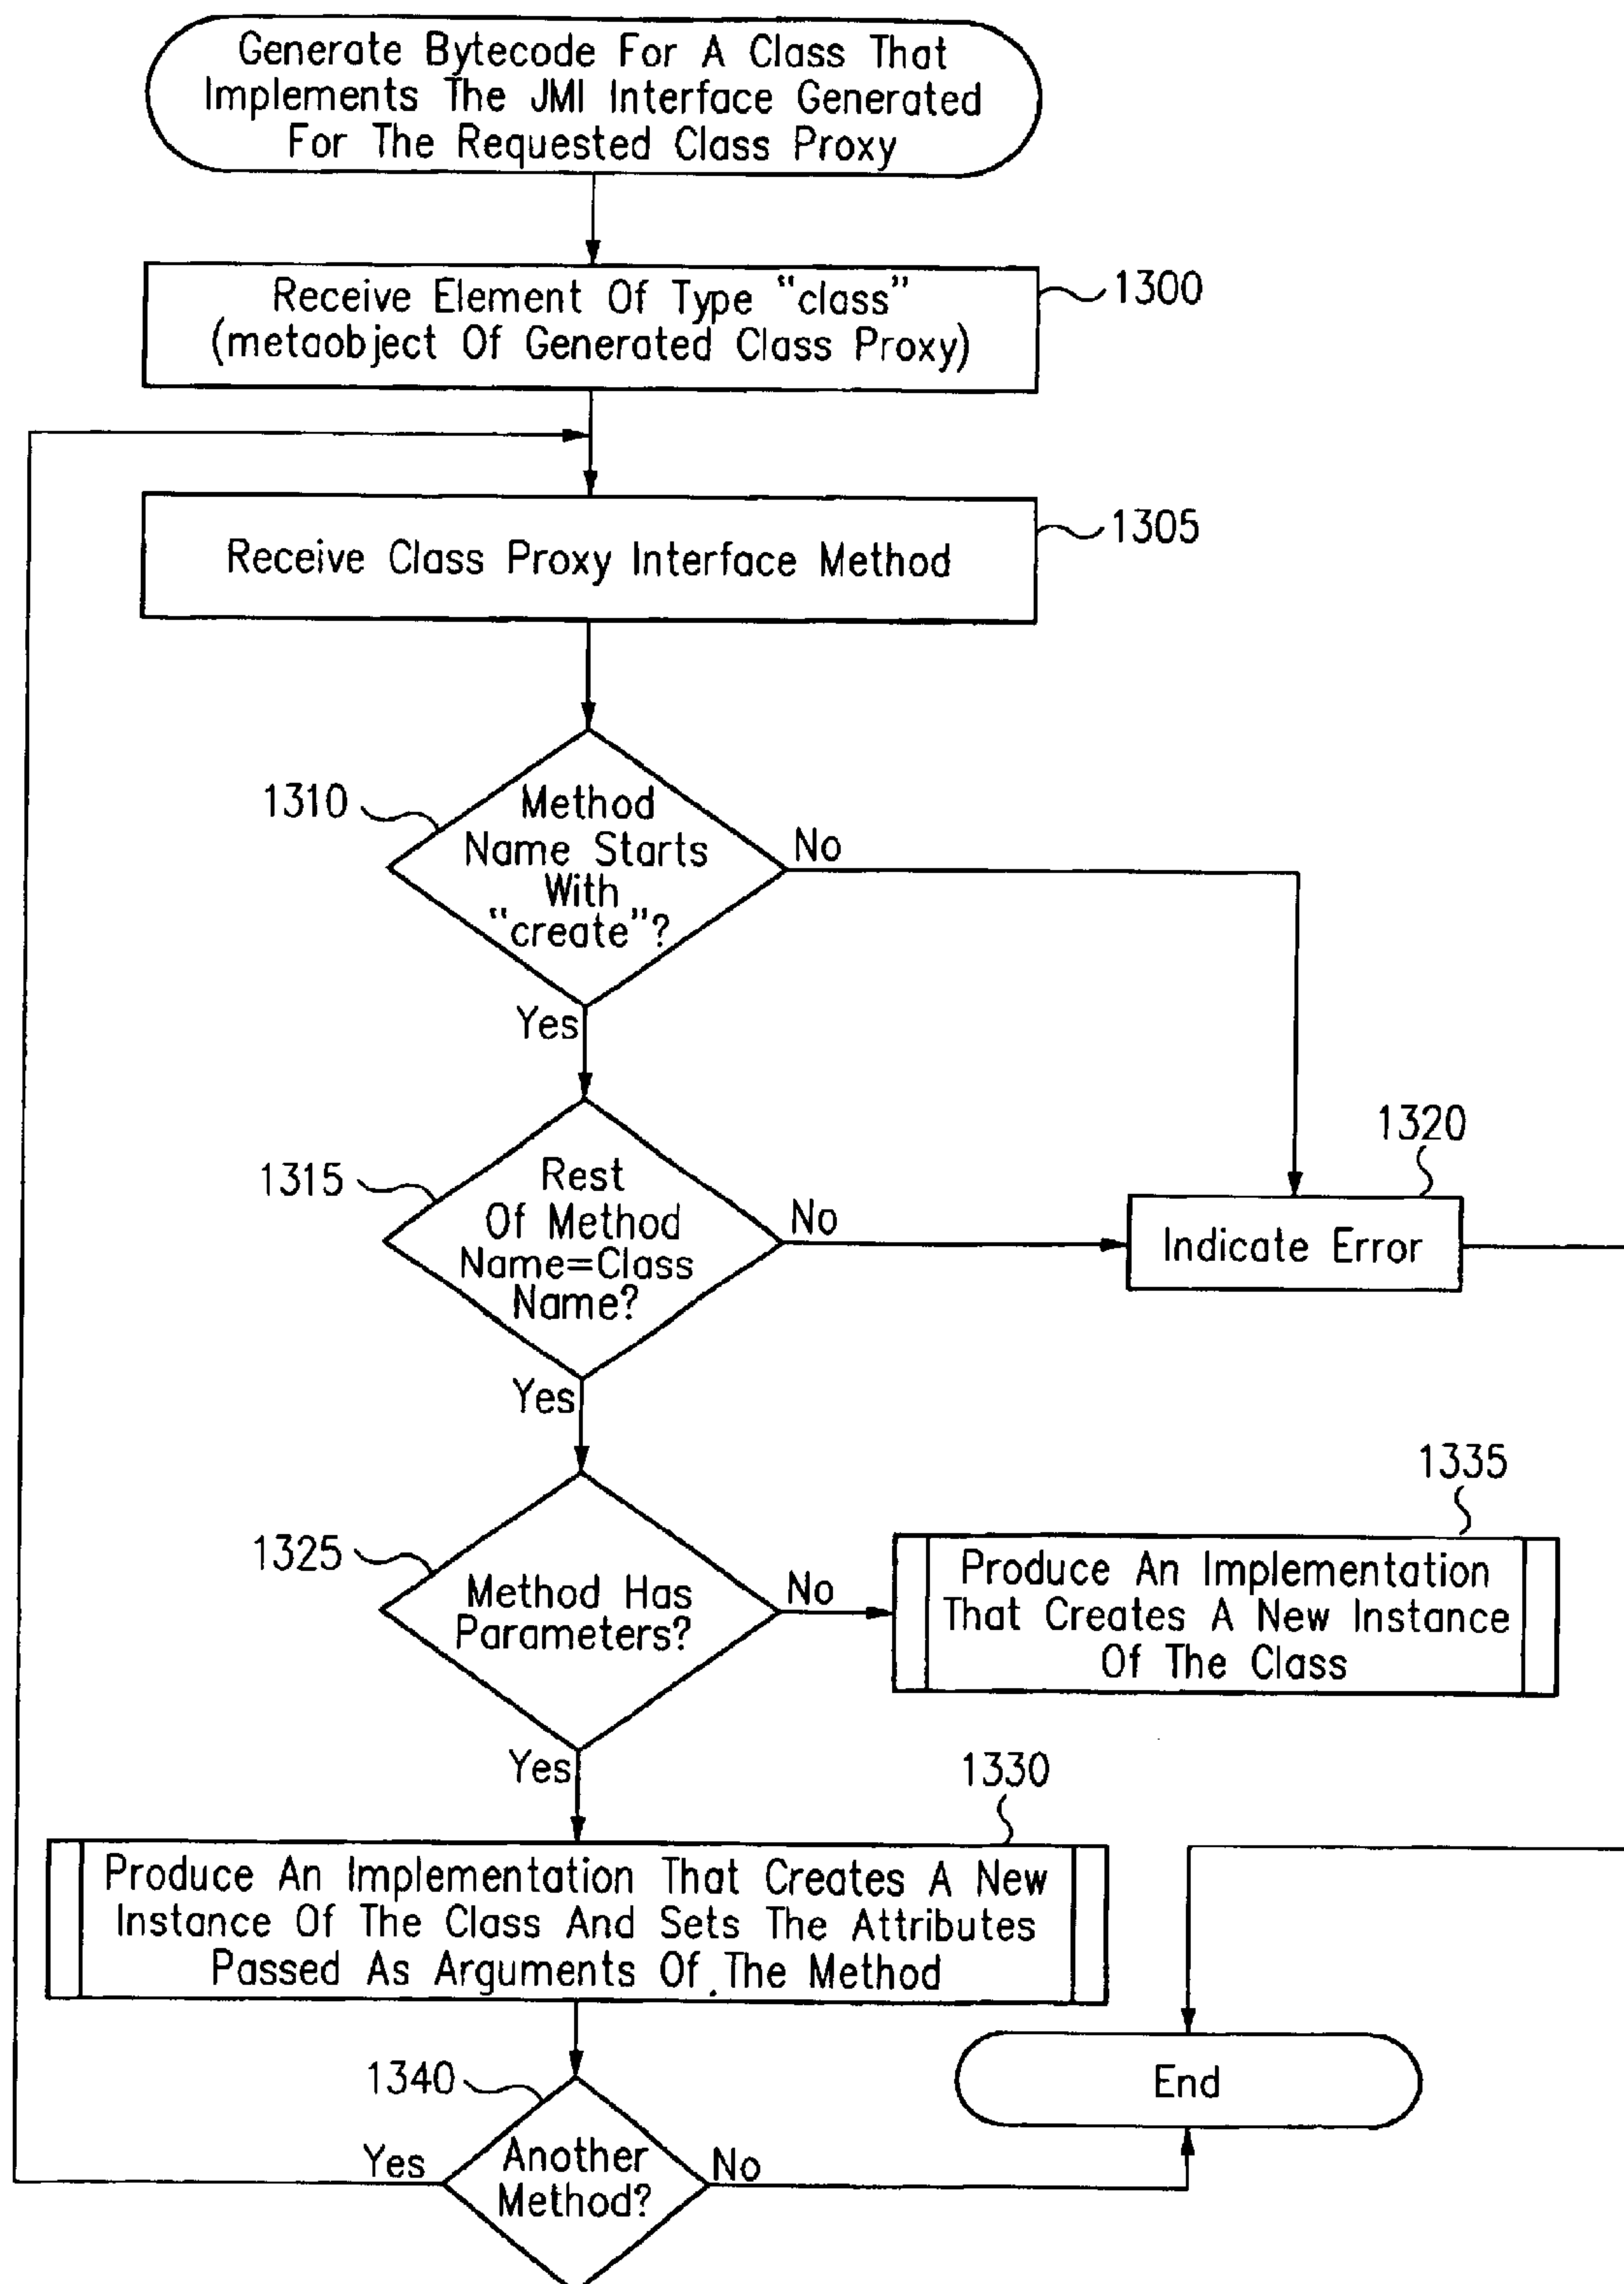 Generate Bytecode For A Class That
Implements The JMI Interface Generated
For The Requested Class Proxy
Receive Element Of Type "class"
(metaobject Of Generated Class Proxy)
1300
Receive Class Proxy Interface Method
1305
1310
Method
Name Starts
With
"create"?
No
Yes
1315
Rest
Of Method
Name=Class
Name?
No
Yes
1320
Indicate Error
1325
Method Has
Parameters?
No
Yes
1335
Produce An Implementation
That Creates A New Instance
Of The Class
1330
Produce An Implementation That Creates A New
Instance Of The Class And Sets The Attributes
Passed As Arguments Of The Method
1340
Another
Method?
Yes
No
End